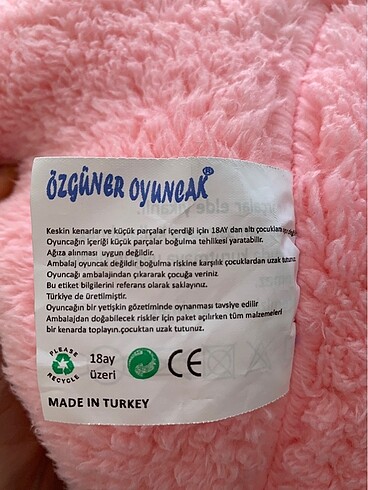 ÖZGÜNER OYUNCAK®
Keskin kenarlar ve küçük parçalar içerdiği için 18AY dan altı çocukların
Oyuncağın içeriği küçük parçalar boğulma tehlikesi yaratabilir.
Ağıza alınması uygun değildir.
Ambalaj oyuncak değildir boğulma riskine karşılık çocuklardan uzak tutunuz.
Oyuncağı ambalajından çıkararak çocuğa veriniz
Bu etiket bilgilerini referans olarak saklayınız.
Türkiye de üretilmiştir.
Oyuncağın bir yetişkin gözetiminde oynanması tavsiye edilir
Ambalajdan doğabilecek riskler için paket açılırken tüm malzemeleri
bir kenarda toplayın.çocuktan uzak tutunuz.
PLEASE
RECYCLE
18ay
üzeri
CE
MADE IN TURKEY